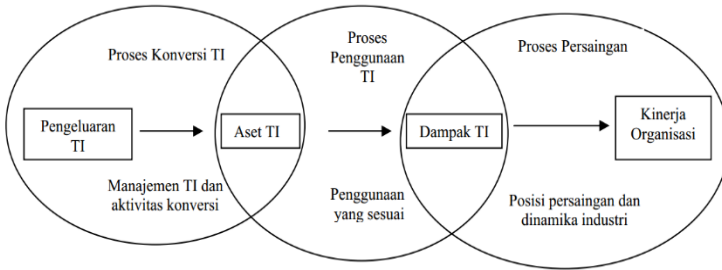 Proses Konversi TI
Proses
Penggunaan
TI
Proses Persaingan
Pengeluaran
TI
Aset TI
Dampak TI
Kinerja
Organisasi
Manajemen TI dan
aktivitas konversi
Penggunaan
yang sesuai
Posisi persaingan dan
dinamika industri